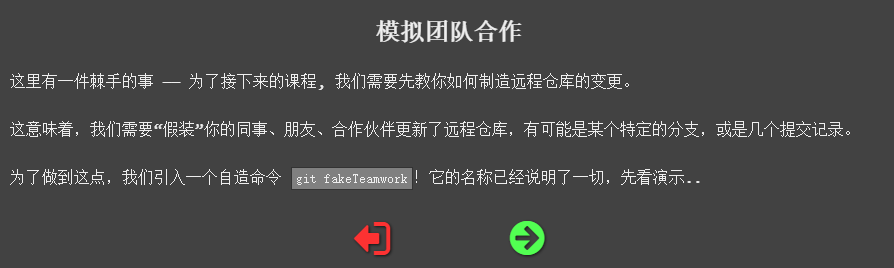 模拟团队合作
这里有一件棘手的事 —— 为了接下来的课程, 我们需要先教你如何制造远程仓库的变更。
这意味着，我们需要“假装”你的同事、朋友、合作伙伴更新了远程仓库，有可能是某个特定的分支，或是几个提交记录。
为了做到这点，我们引入一个自造命令 git fakeTeamwork！它的名称已经说明了一切，先看演示..